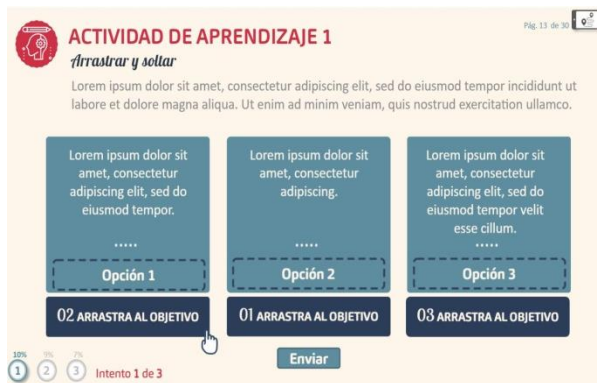 Pág. 13 de 30
ACTIVIDAD DE APRENDIZAJE 1
Arrastrar y soltar
Lorem ipsum dolor sit amet, consectetur adipiscing elit, sed do eiusmod tempor incididunt ut
labore et dolore magna aliqua. Ut enim ad minim veniam, quis nostrud exercitation ullamco.
Lorem ipsum dolor sit
amet, consectetur
adipiscing elit, sed do
eiusmod tempor.
.....
Opción 1
02 ARRASTRA AL OBJETIVO
Lorem ipsum dolor sit
amet, consectetur
adipiscing.
.....
Opción 2
01 ARRASTRA AL OBJETIVO
Lorem ipsum dolor sit
amet, consectetur
adipiscing elit, sed do
eiusmod tempor velit
esse cillum.
.....
Opción 3
03 ARRASTRA AL OBJETIVO
Enviar
10% 9% 7%
1 2 3 Intento 1 de 3